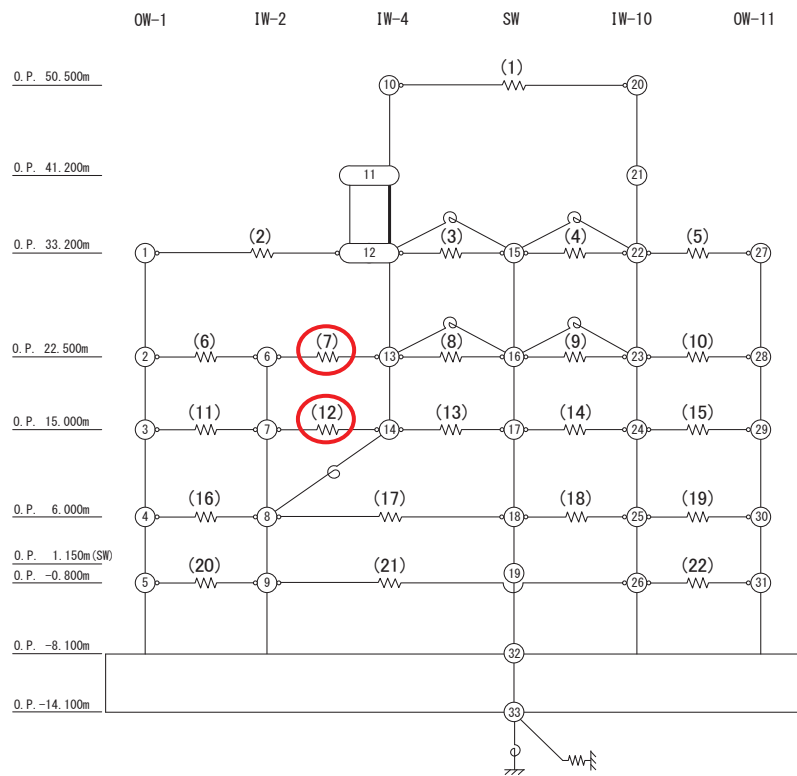 OW-1 IW-2 IW-4 SW IW-10 OW-11
(1)
O.P. 50.500m 10 20
O.P. 41.200m 11 21
(2) (3) (4) (5)
O.P. 33.200m 1 12 15 22 27
(6) (7) (8) (9) (10)
O.P. 22.500m 2 6 13 16 23 28
(11) (12) (13) (14) (15)
O.P. 15.000m 3 7 14 17 24 29
(16) (17) (18) (19)
O.P. 6.000m 4 8 18 25 30
O.P. 1.150m(SW)
(20) (21) 19 (22)
O.P. -0.800m 5 9 26 31
O.P. -8.100m 32
O.P.-14.100m 33